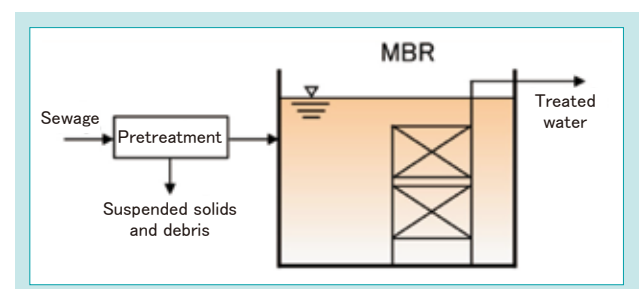 MBR
Sewage
Pretreatment
Treated
water
Suspended solids
and debris